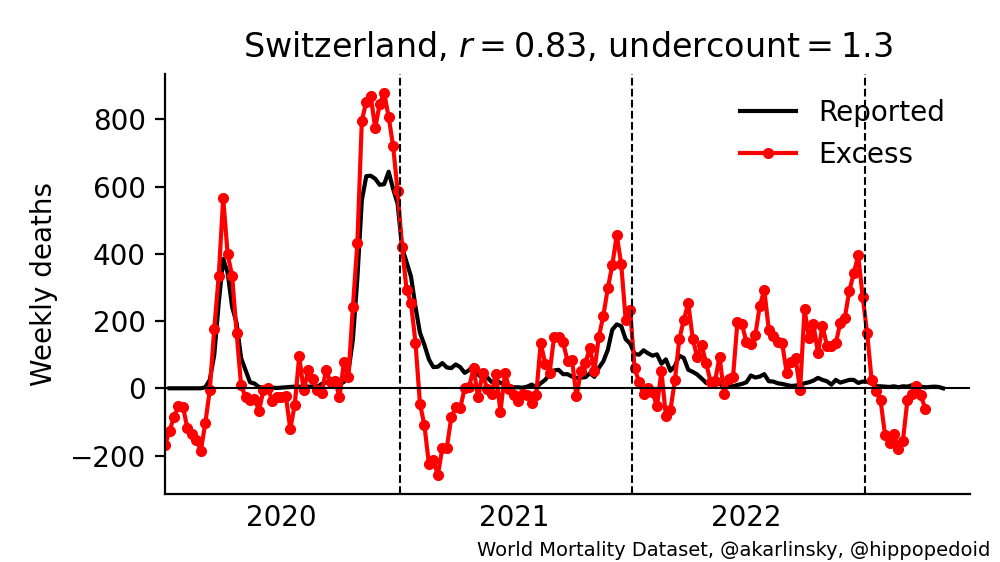 Switzerland, r = 0.83, undercount = 1.3
Reported
Excess
Weekly deaths
800
600
400
200
0
−200
2020
2021
2022
World Mortality Dataset, @akarlinsky, @hippopedoid